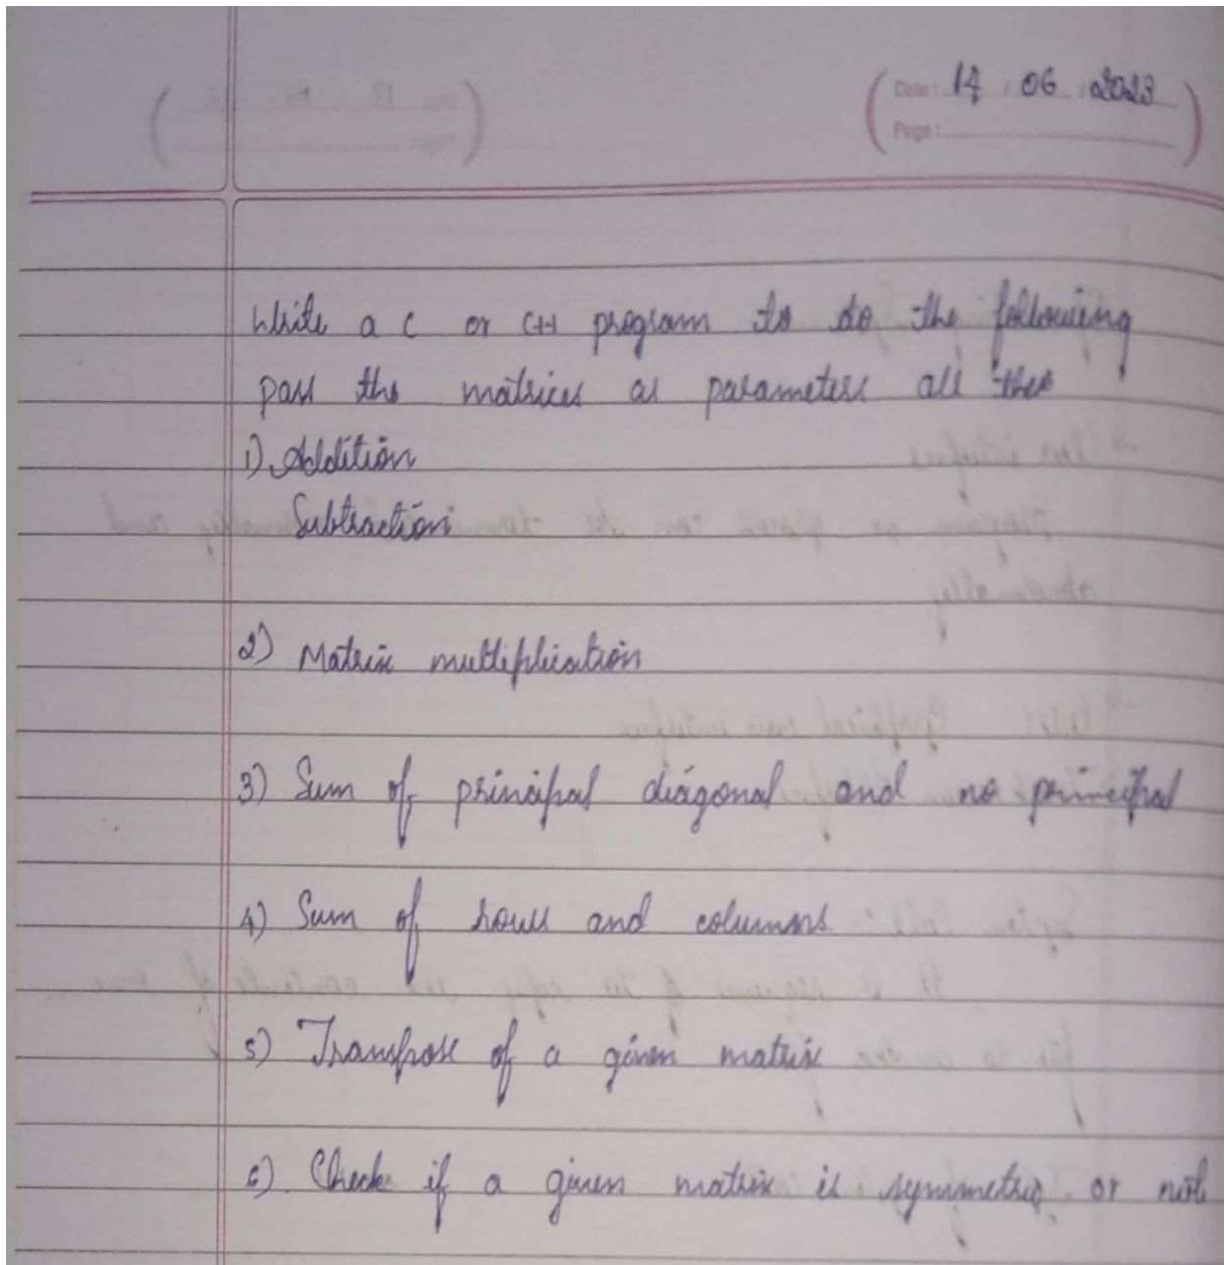 Date: 14 / 06 / 2023
Page:
Write a C or C++ program to do the following
pass the matrices as parameters all
1) Addition
Subtraction
2) Matrix multiplication
3) Sum of principal diagonal and no principal
4) Sum of rows and columns
5) Transpose of a given matrix
6) Check if a given matrix is symmetric or not